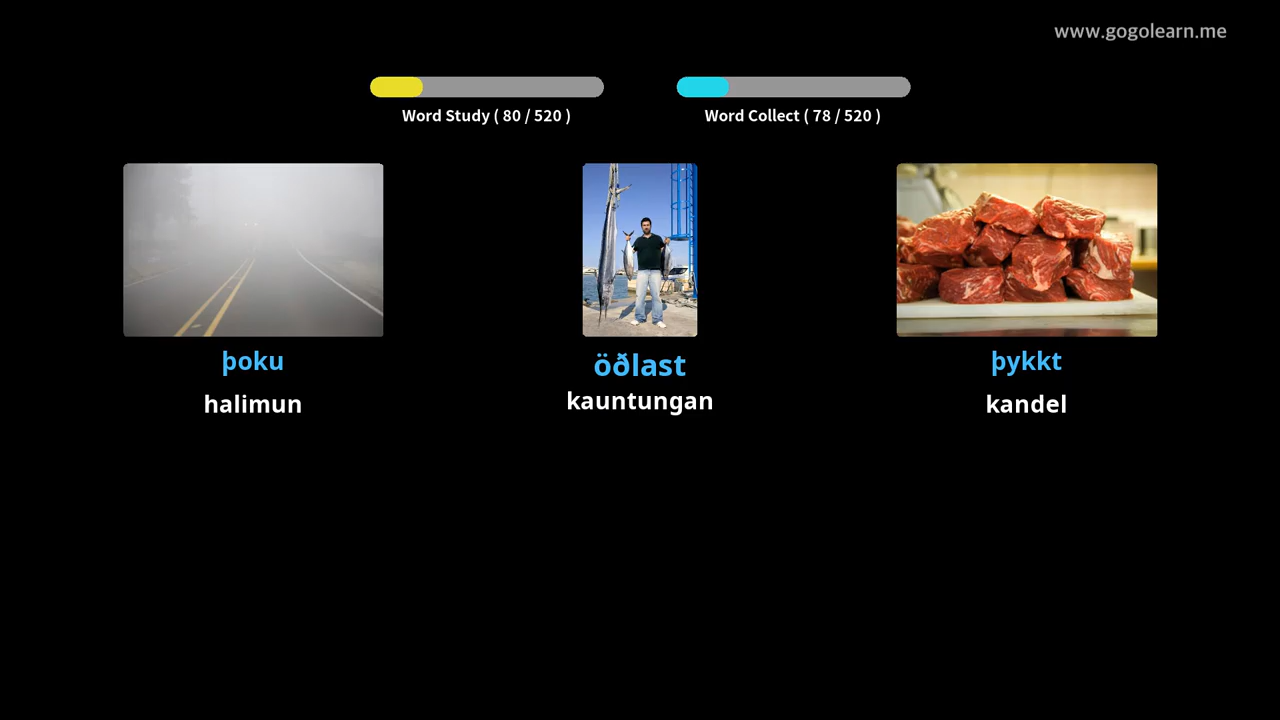 www.gogolearn.me
Word Study ( 80 / 520 )
Word Collect ( 78 / 520 )
þoku
halimun
öðlast
kauntungan
þykkt
kandel